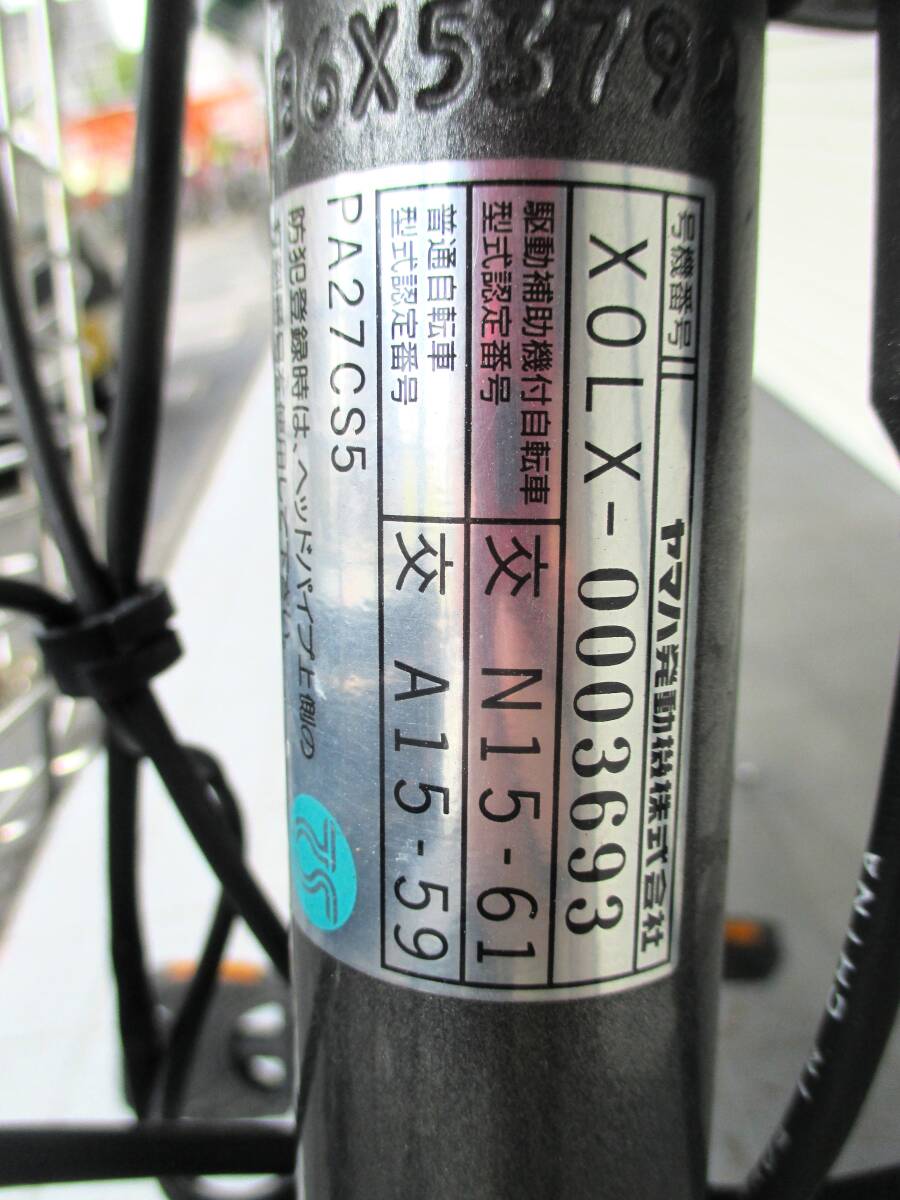 B6X5379
号機番号
ヤマハ発動機株式会社
X0LX-0003693
駆動補助機付自転車
型式認定番号
交 N15-61
普通自転車
型式認定番号
交 A15-59
PA27CS5
防犯登録時は、ヘッドパイプ上側の
CHINA